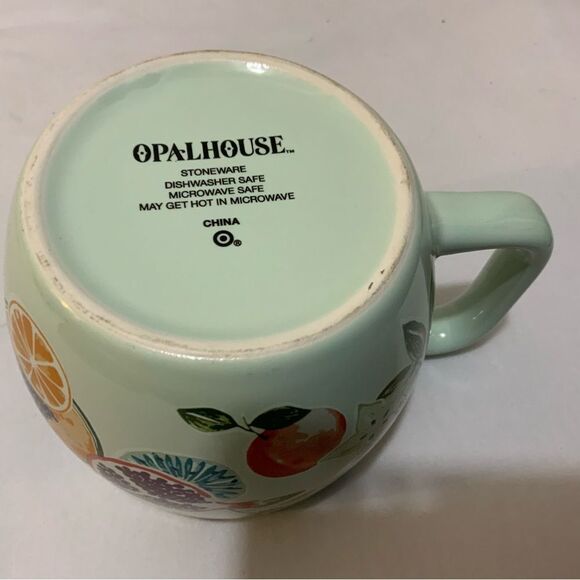 OPALHOUSE™
STONEWARE
DISHWASHER SAFE
MICROWAVE SAFE
MAY GET HOT IN MICROWAVE
CHINA
®